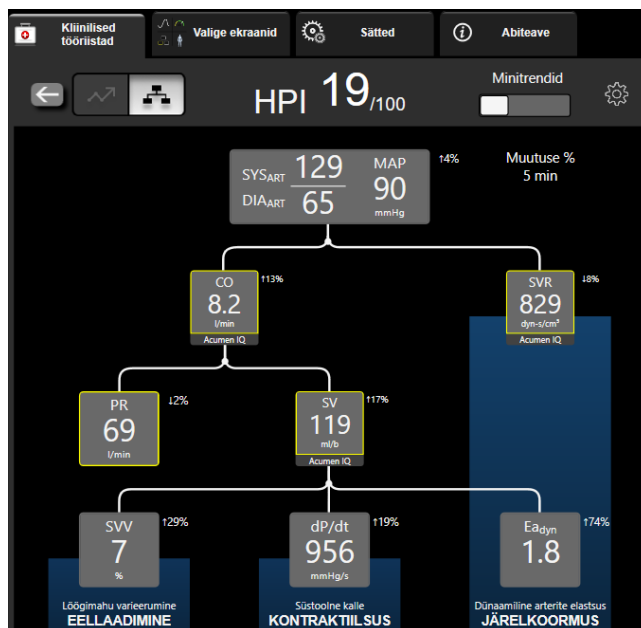 Kliinilised tööriistad
Valige ekraanid
Sätted
Abiteave
HPI 19/100
Minitrendid
SYSART 129
DIAART 65
MAP
90
mmHg
↑4%
Muutuse %
5 min
CO
8.2
l/min
Acumen IQ
↑13%
SVR
829
dyn-s/cm⁵
Acumen IQ
↓8%
PR
69
l/min
↓2%
SV
119
ml/b
Acumen IQ
↑17%
SVV
7
%
↑29%
dP/dt
956
mmHg/s
↑19%
Eadyn
1.8
↑74%
Löögimahu varieerumine
EELLAADIMINE
Süstoolne kalle
KONTRAKTIILSUS
Dünaamiline arterite elastsus
JÄRELKOORMUS